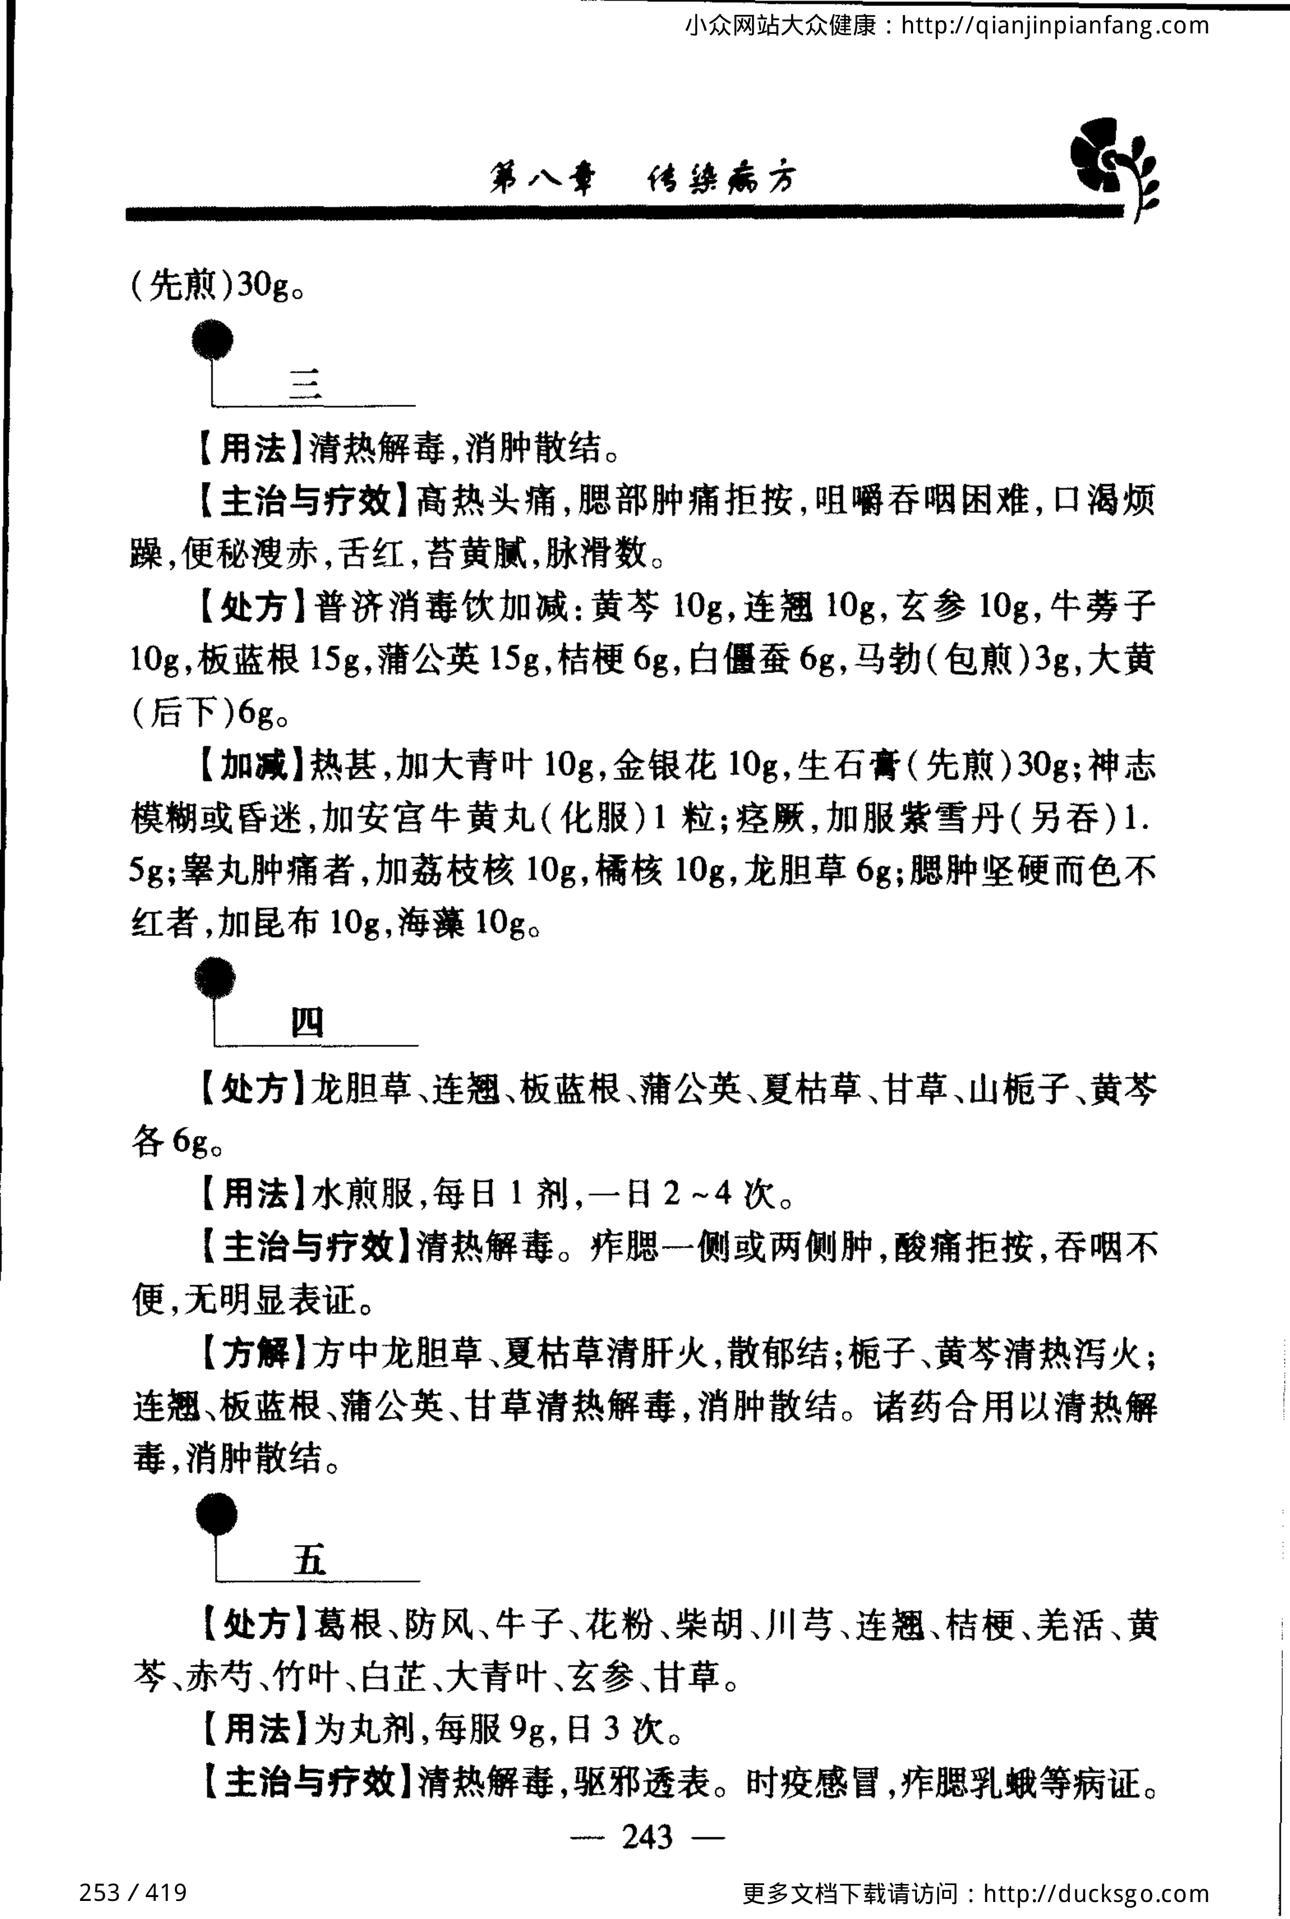 小众网站大众健康：http://qianjinpianfang.com
第八章 传染病方
(先煎)30g。
三
【用法】清热解毒,消肿散结。
【主治与疗效】高热头痛,腮部肿痛拒按,咀嚼吞咽困难,口渴烦
躁,便秘溲赤,舌红,苔黄腻,脉滑数。
【处方】普济消毒饮加减:黄芩 10g,连翘 10g,玄参 10g,牛蒡子
10g,板蓝根 15g,蒲公英 15g,桔梗 6g,白僵蚕 6g,马勃(包煎)3g,大黄
(后下)6g。
【加减】热甚,加大青叶 10g,金银花 10g,生石膏(先煎)30g;神志
模糊或昏迷,加安宫牛黄丸(化服)1 粒;痉厥,加服紫雪丹(另吞)1.
5g;睾丸肿痛者,加荔枝核 10g,橘核 10g,龙胆草 6g;腮肿坚硬而色不
红者,加昆布 10g,海藻 10g。
四
【处方】龙胆草、连翘、板蓝根、蒲公英、夏枯草、甘草、山栀子、黄芩
各 6g。
【用法】水煎服,每日 1 剂,一日 2 ~ 4 次。
【主治与疗效】清热解毒。痄腮一侧或两侧肿,酸痛拒按,吞咽不
便,无明显表证。
【方解】方中龙胆草、夏枯草清肝火,散郁结;栀子、黄芩清热泻火;
连翘、板蓝根、蒲公英、甘草清热解毒,消肿散结。诸药合用以清热解
毒,消肿散结。
五
【处方】葛根、防风、牛子、花粉、柴胡、川芎、连翘、桔梗、羌活、黄
芩、赤芍、竹叶、白芷、大青叶、玄参、甘草。
【用法】为丸剂,每服 9g,日 3 次。
【主治与疗效】清热解毒,驱邪透表。时疫感冒,痄腮乳蛾等病证。
— 243 —
253 / 419
更多文档下载请访问：http://ducksgo.com